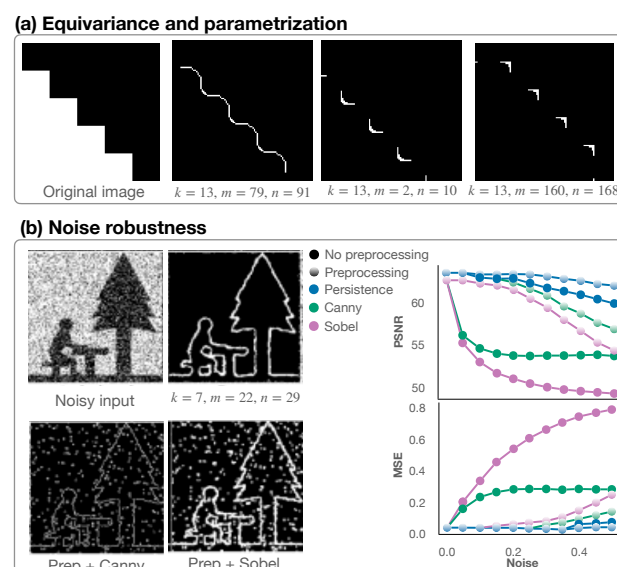 (a) Equivariance and parametrization
Original image
k = 13, m = 79, n = 91
k = 13, m = 2, n = 10
k = 13, m = 160, n = 168
(b) Noise robustness
Noisy input
k = 7, m = 22, n = 29
Prep + Canny
Prep + Sobel
No preprocessing
Preprocessing
Persistence
Canny
Sobel
PSNR
60
55
50
MSE
0.8
0.6
0.4
0.2
0.0
0.0
0.2
0.4
Noise